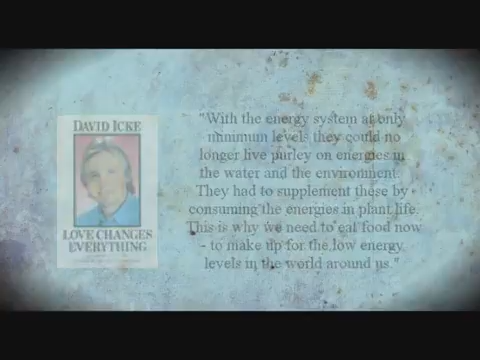 DAVID ICKE
LOVE CHANGES
EVERYTHING
"With the energy system at only
minimum levels they could no
longer live purley on energies in
the water and the environment.
They had to supplement these by
consuming the energies in plant life.
This is why we need to eat food now
- to make up for the low energy
levels in the world around us."